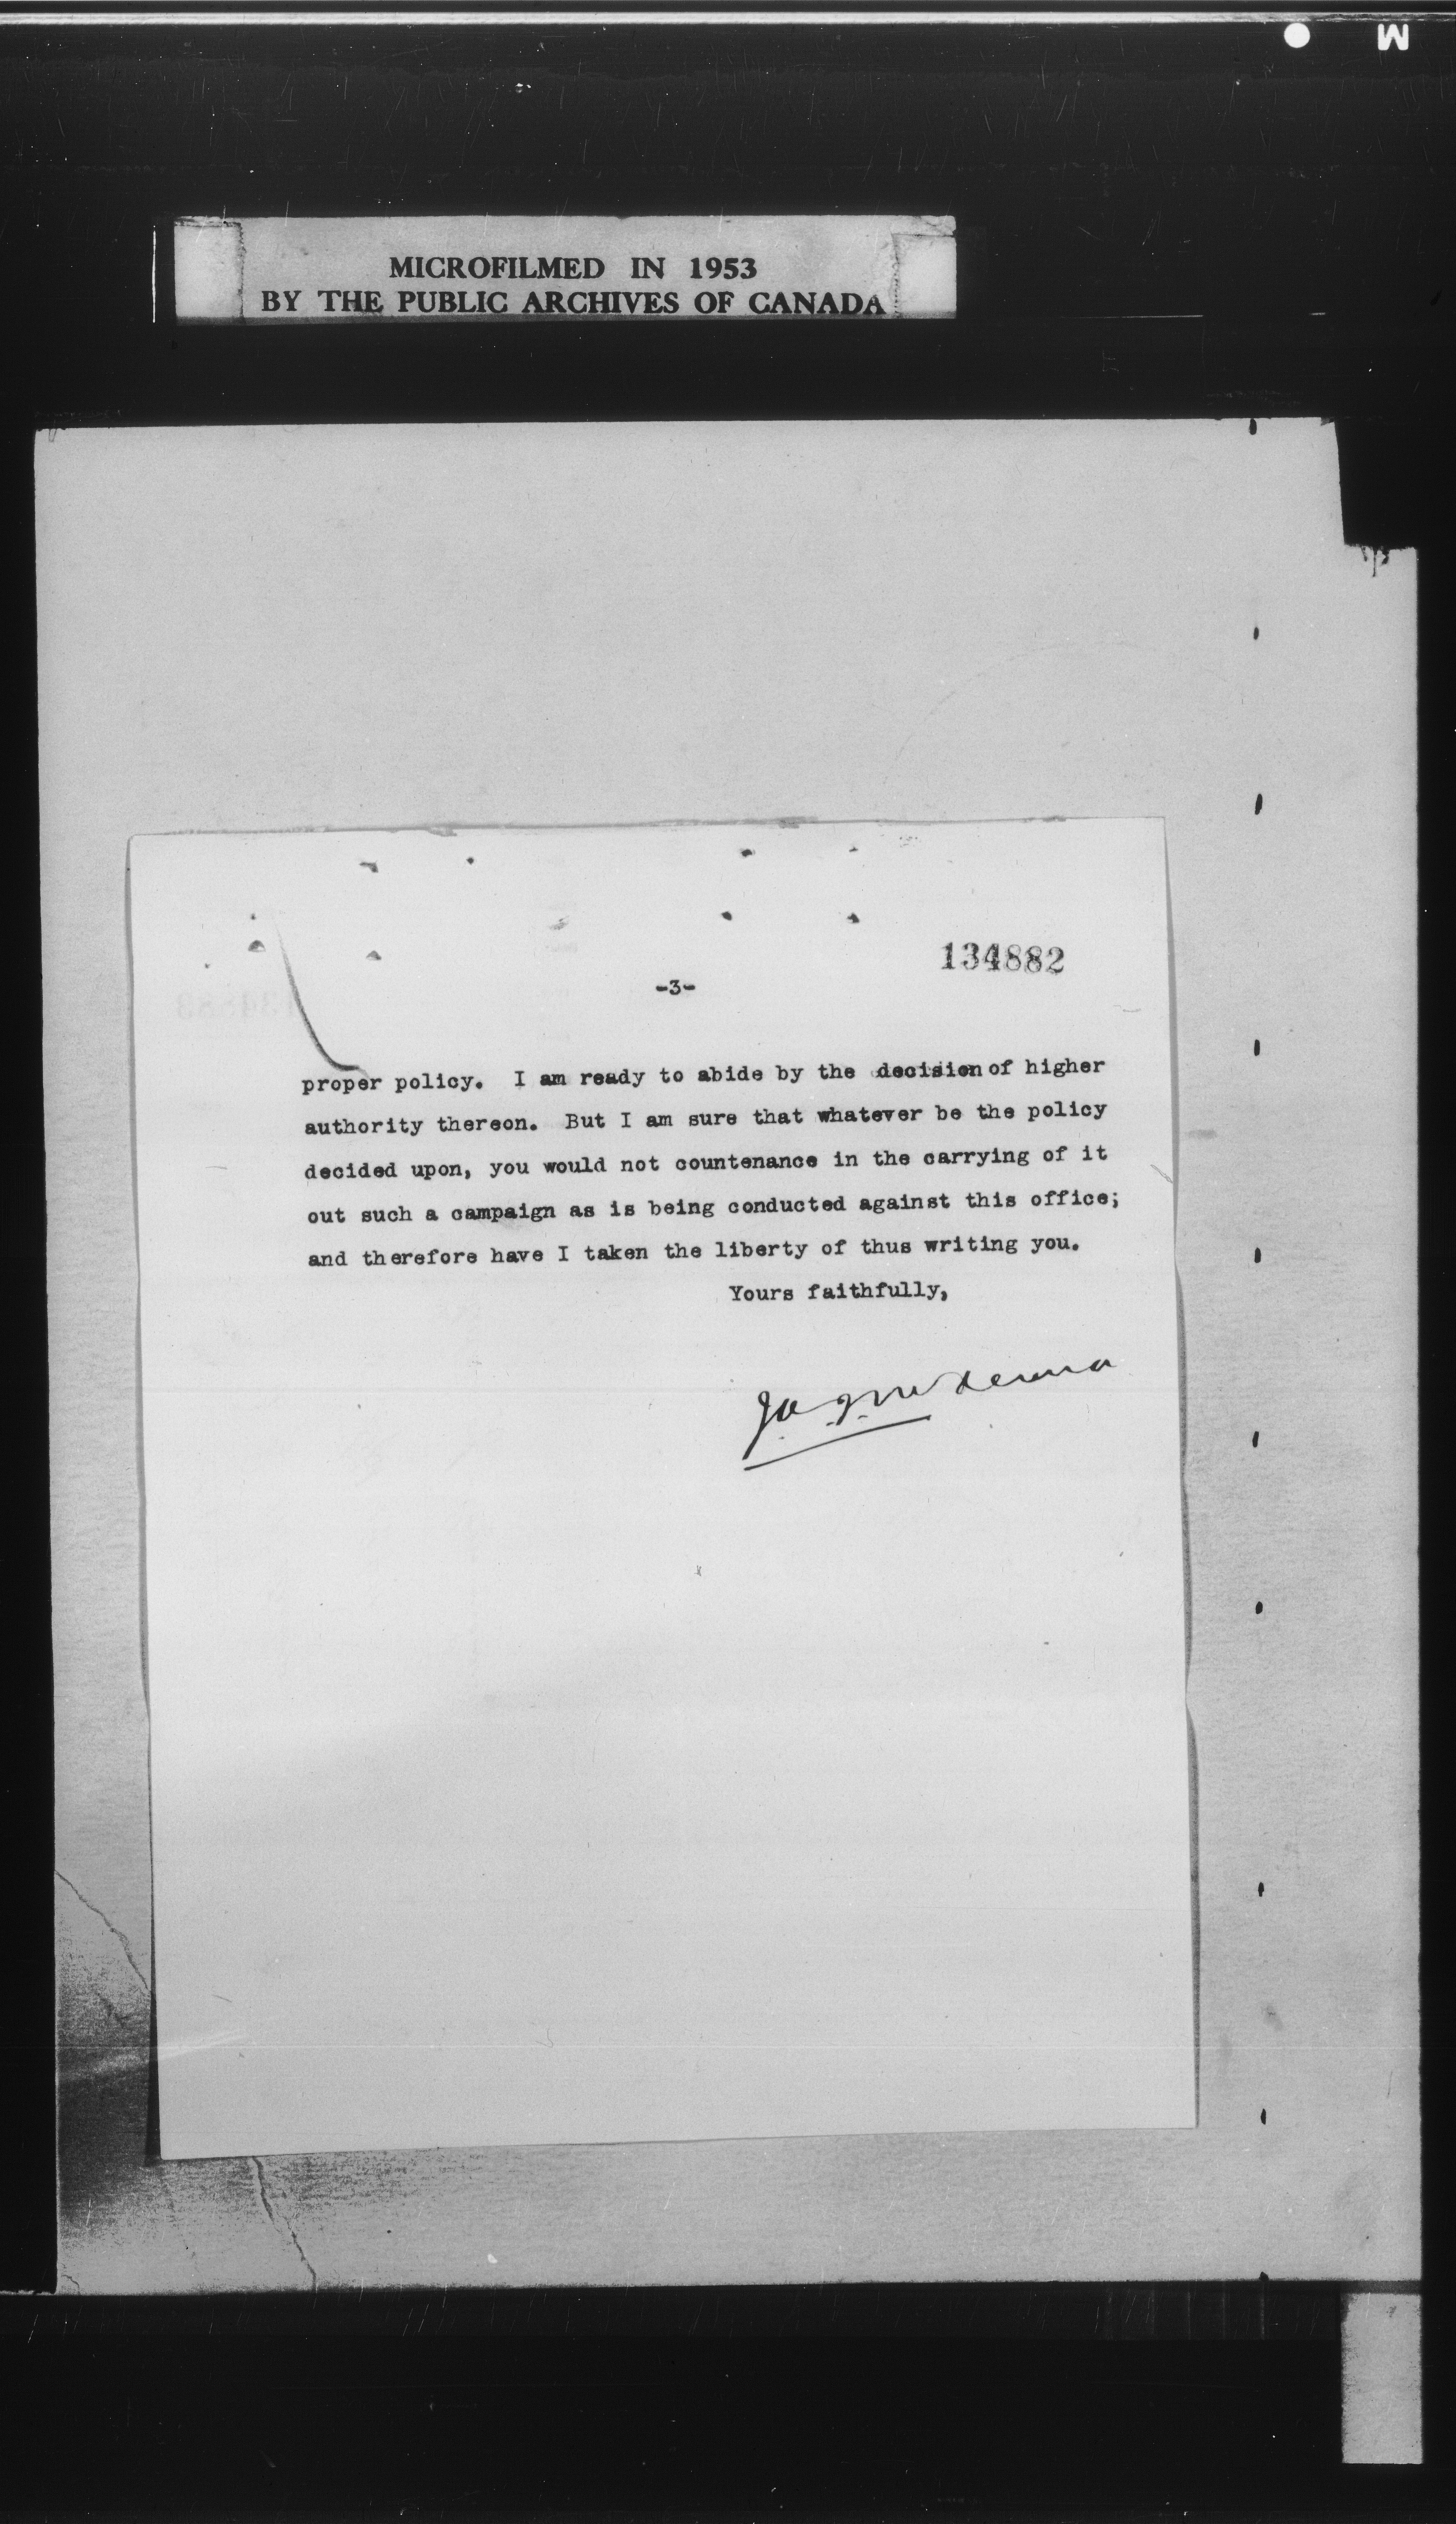 M
MICROFILMED IN 1953
BY THE PUBLIC ARCHIVES OF CANADA
134882
-3-
proper policy. I am ready to abide by the decision of higher
authority thereon. But I am sure that whatever be the policy
decided upon, you would not countenance in the carrying of it
out such a campaign as is being conducted against this office;
and therefore have I taken the liberty of thus writing you.
Yours faithfully,
J.A.J. McKenna